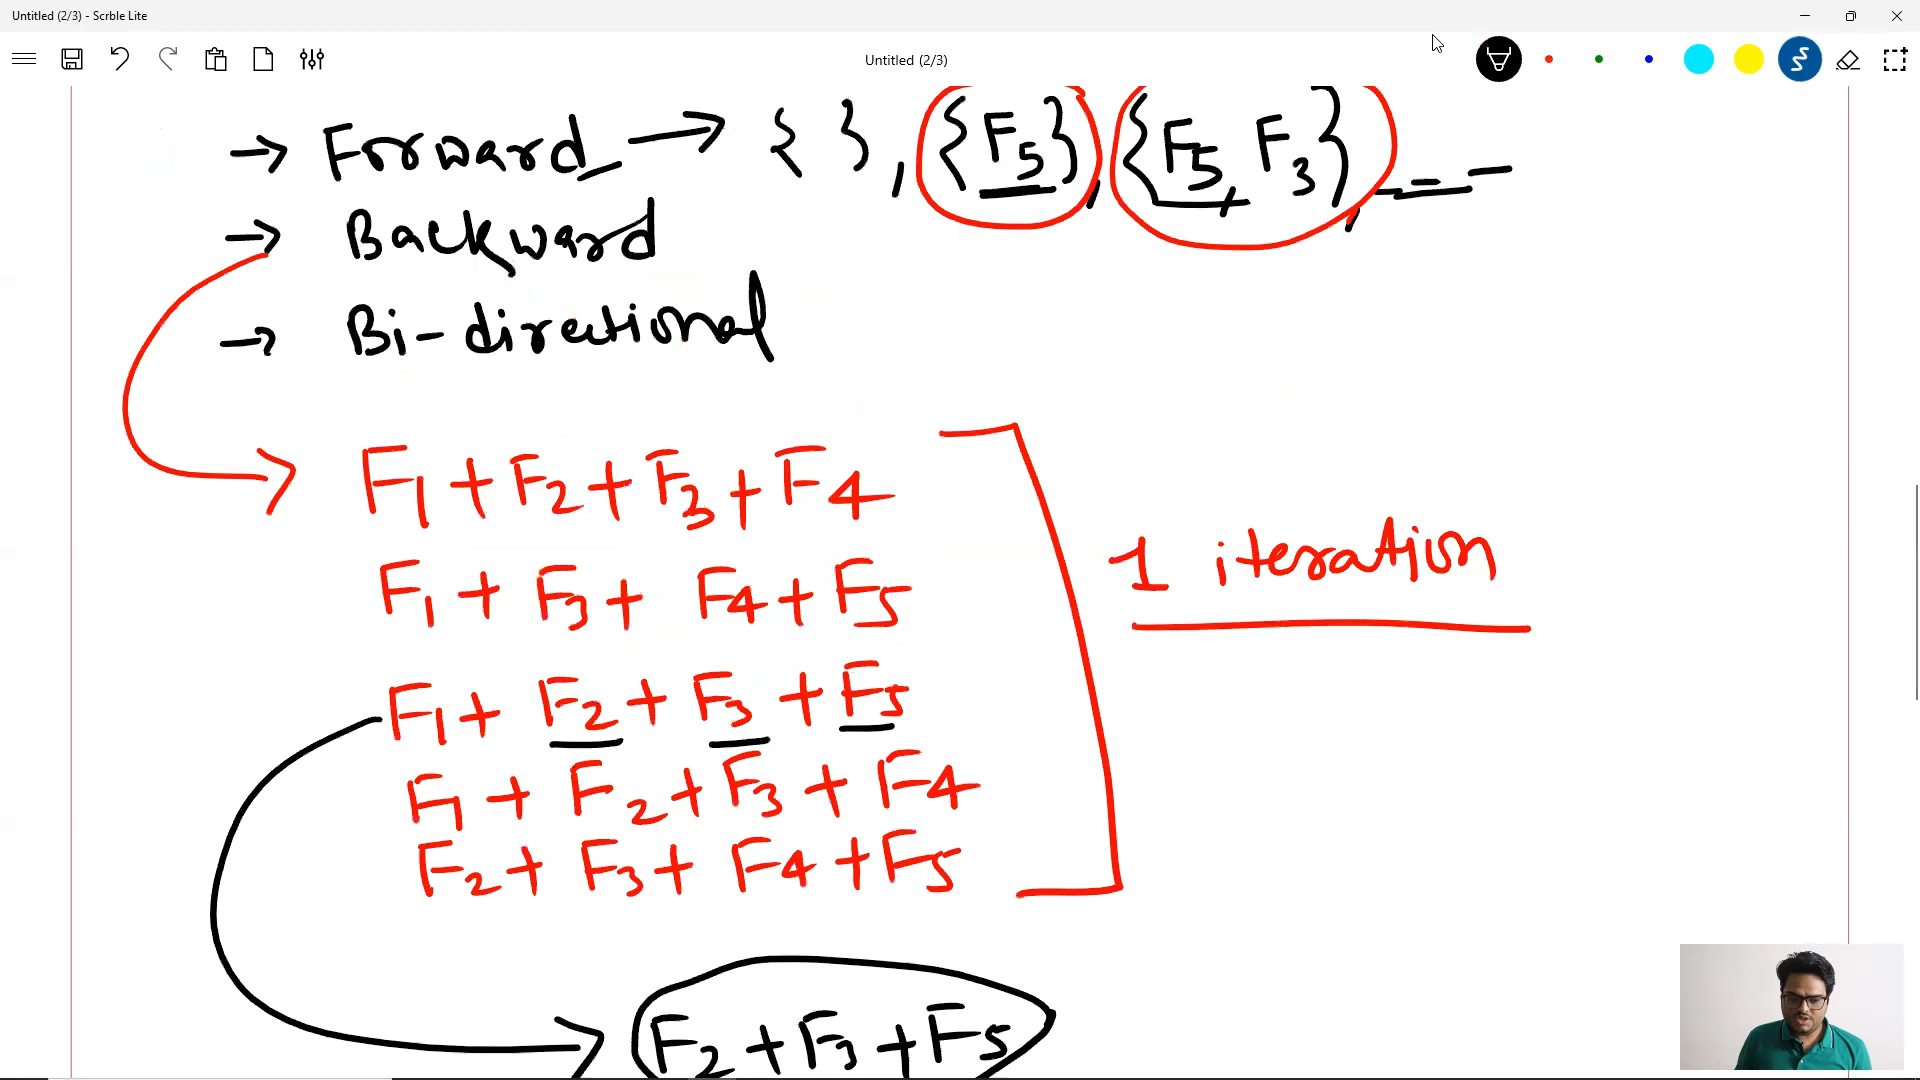 Untitled (2/3) - Scrble Lite
Untitled (2/3)
→ Forward → { }, {F5}, {F5, F3}, _ _ _
→ Backward
→ Bi-directional
F1 + F2 + F3 + F4
F1 + F3 + F4 + F5
1 iteration
F1 + F2 + F3 + F5
F1 + F2 + F3 + F4
F2 + F3 + F4 + F5
F2 + F3 + F5